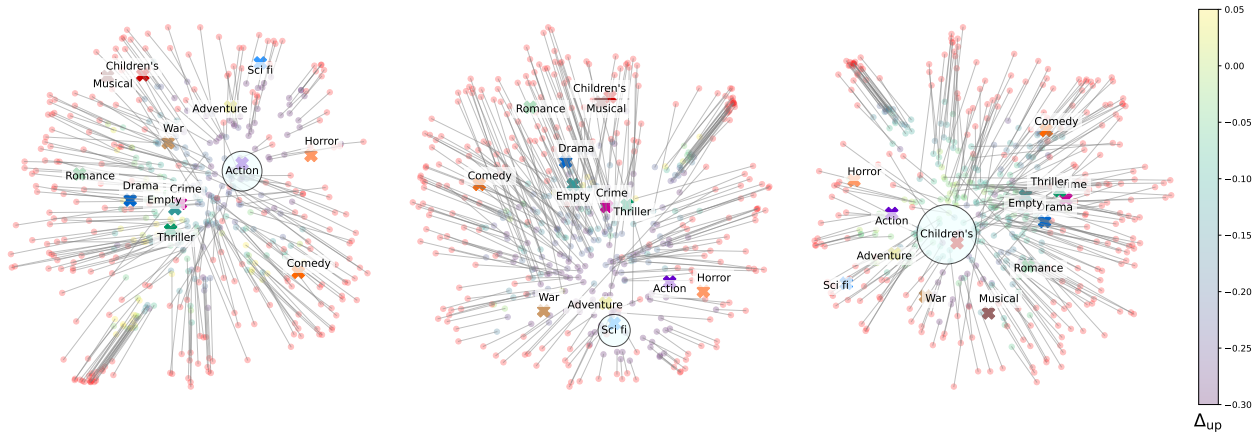 Children's
Musical
Sci fi
Adventure
War
Horror
Action
Romance
Drama
Crime
Empty
Thriller
Comedy
Children's
Musical
Romance
Drama
Comedy
Empty
Crime
Thriller
Action
Horror
War
Adventure
Sci fi
Comedy
Horror
Thriller
me
Empty
rama
Action
Children's
Adventure
Romance
Sci fi
War
Musical
0.05
0.00
−0.05
−0.10
−0.15
−0.20
−0.25
−0.30
Δup